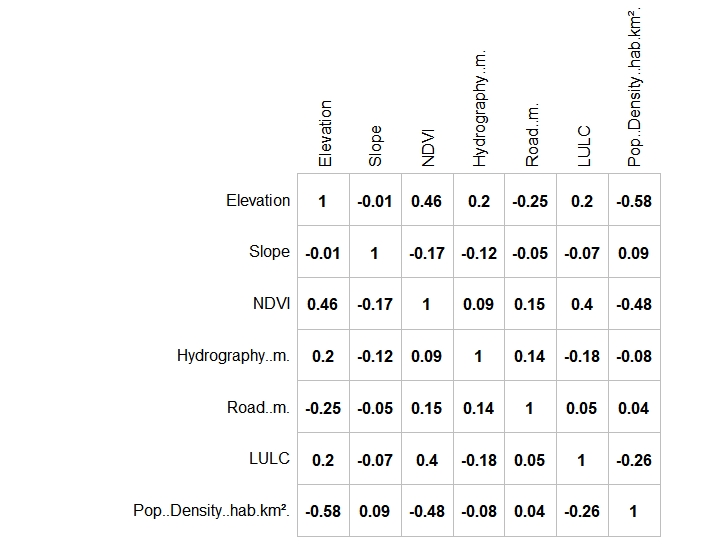 Elevation Slope NDVI Hydrography..m. Road..m. LULC Pop..Density..hab.km².
Elevation 1 -0.01 0.46 0.2 -0.25 0.2 -0.58
Slope -0.01 1 -0.17 -0.12 -0.05 -0.07 0.09
NDVI 0.46 -0.17 1 0.09 0.15 0.4 -0.48
Hydrography..m. 0.2 -0.12 0.09 1 0.14 -0.18 -0.08
Road..m. -0.25 -0.05 0.15 0.14 1 0.05 0.04
LULC 0.2 -0.07 0.4 -0.18 0.05 1 -0.26
Pop..Density..hab.km². -0.58 0.09 -0.48 -0.08 0.04 -0.26 1